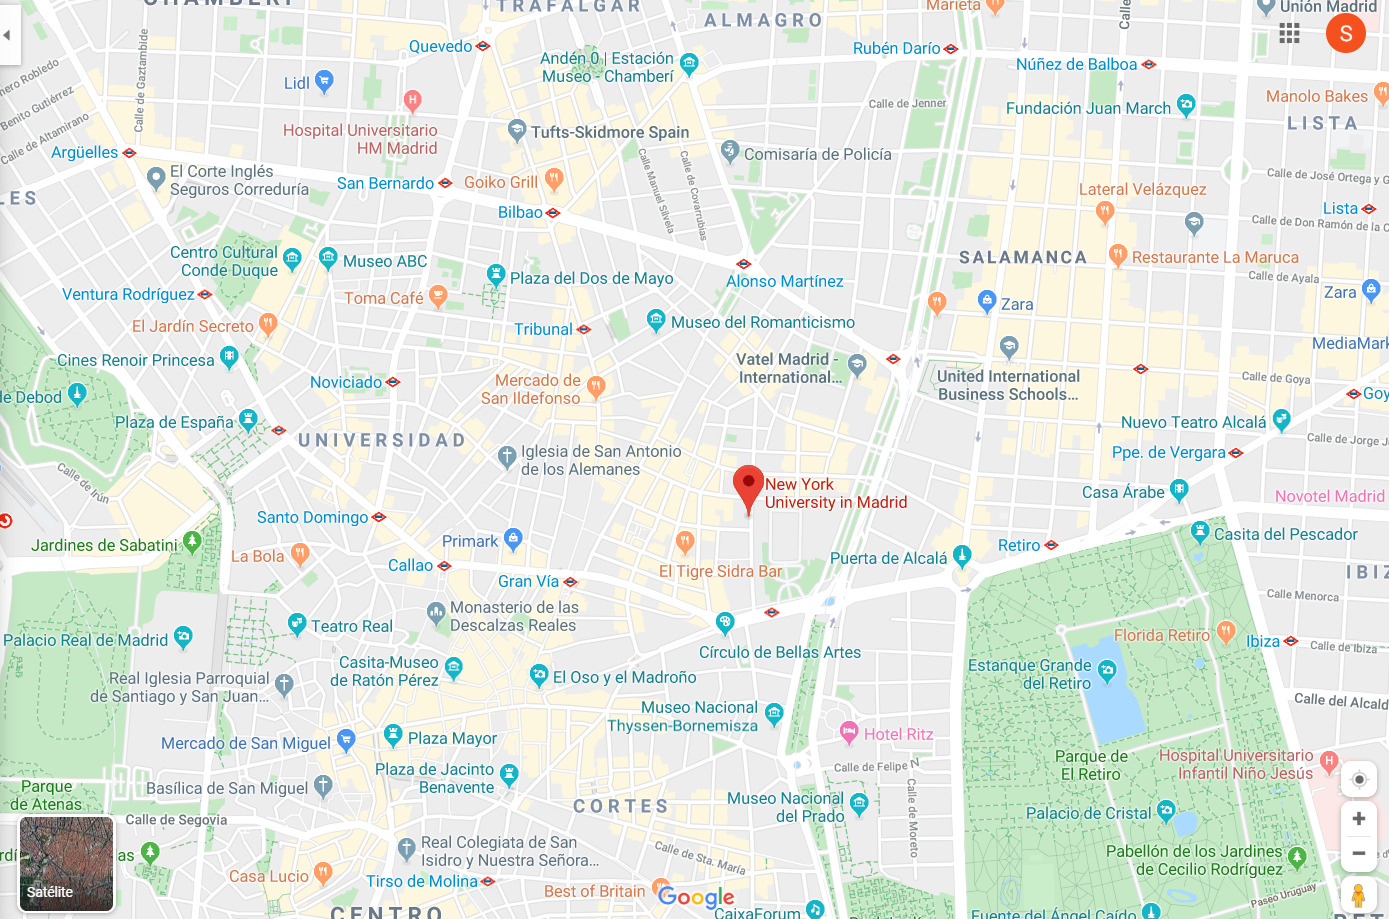 CHAMBERÍ
TRAFALGAR
ALMAGRO
Marieta
Unión Madrid
S
Quevedo
Andén 0 | Estación
Museo - Chamberí
Rubén Darío
Calle
Núñez de Balboa
Lidl
Calle de Gaztambide
Benito Gutiérrez
Calle de Altamirano
Hospital Universitario
HM Madrid
Tufts-Skidmore Spain
Calle de Jenner
Fundación Juan March
Manolo Bakes
LISTA
Argüelles
Comisaría de Policía
El Corte Inglés
Seguros Correduría
San Bernardo
Goiko Grill
Calle Manuel Silvela
Calle de Covarrubias
Lateral Velázquez
Calle de José Ortega y G
LES
Bilbao
Lista
Calle de Don Ramón de la C
Centro Cultural
Conde Duque
Museo ABC
Plaza del Dos de Mayo
Alonso Martínez
SALAMANCA
Restaurante La Maruca
Calle de Ayala
Ventura Rodríguez
Toma Café
Zara
Zara
El Jardín Secreto
Tribunal
Museo del Romanticismo
MediaMark
Cines Renoir Princesa
Vatel Madrid -
International...
United International
Business Schools...
Calle de Goya
Noviciado
Mercado de
San Ildefonso
de Debod
Goy
Plaza de España
Nuevo Teatro Alcalá
UNIVERSIDAD
Calle de Jorge J
Iglesia de San Antonio
de los Alemanes
Ppe. de Vergara
Calle de Irún
New York
University in Madrid
Casa Árabe
Novotel Madrid
Santo Domingo
Jardines de Sabatini
Primark
Retiro
Casita del Pescador
La Bola
Callao
El Tigre Sidra Bar
Puerta de Alcalá
IBIZ
Gran Vía
Calle Menorca
Monasterio de las
Descalzas Reales
Palacio Real de Madrid
Teatro Real
Florida Retiro
Ibiza
Calle de Ibiza
Círculo de Bellas Artes
Casita-Museo
de Ratón Pérez
El Oso y el Madroño
Estanque Grande
del Retiro
Real Iglesia Parroquial
de Santiago y San Juan...
Calle del Alcald
Museo Nacional
Thyssen-Bornemisza
Mercado de San Miguel
Plaza Mayor
Hotel Ritz
Parque de
El Retiro
Hospital Universitario
Infantil Niño Jesús
Plaza de Jacinto
Benavente
Calle de Felipe
Parque
de Atenas
Basílica de San Miguel
CORTES
Museo Nacional
del Prado
Calle de Moreto
Palacio de Cristal
Calle de Segovia
Real Colegiata de San
Isidro y Nuestra Señora...
Calle de Sta. María
Pabellón de los Jardines
de Cecilio Rodríguez
Satélite
Casa Lucio
Tirso de Molina
Best of Britain
Google
Paseo Uruguay
CENTRO
CaixaForum
Fuente del Ángel Caído